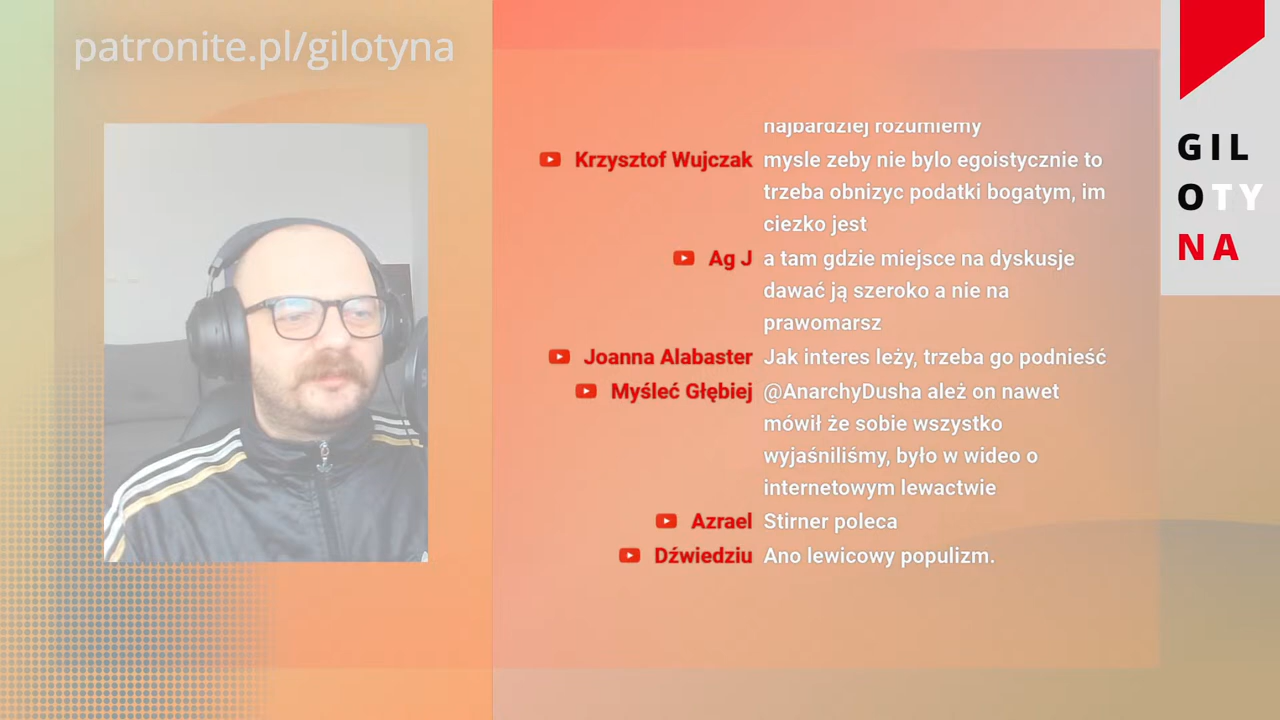 patronite.pl/gilotyna
najbardziej rozumiemy
Krzysztof Wujczak mysle zeby nie bylo egoistycznie to
trzeba obnizyc podatki bogatym, im
ciezko jest
Ag J a tam gdzie miejsce na dyskusje
dawać ją szeroko a nie na
prawomarsz
Joanna Alabaster Jak interes leży, trzeba go podnieść
Myśleć Głębiej @AnarchyDusha ależ on nawet
mówił że sobie wszystko
wyjaśniliśmy, było w wideo o
internetowym lewactwie
Azrael Stirner poleca
Dźwiedziu Ano lewicowy populizm.
GIL
OTY
NA